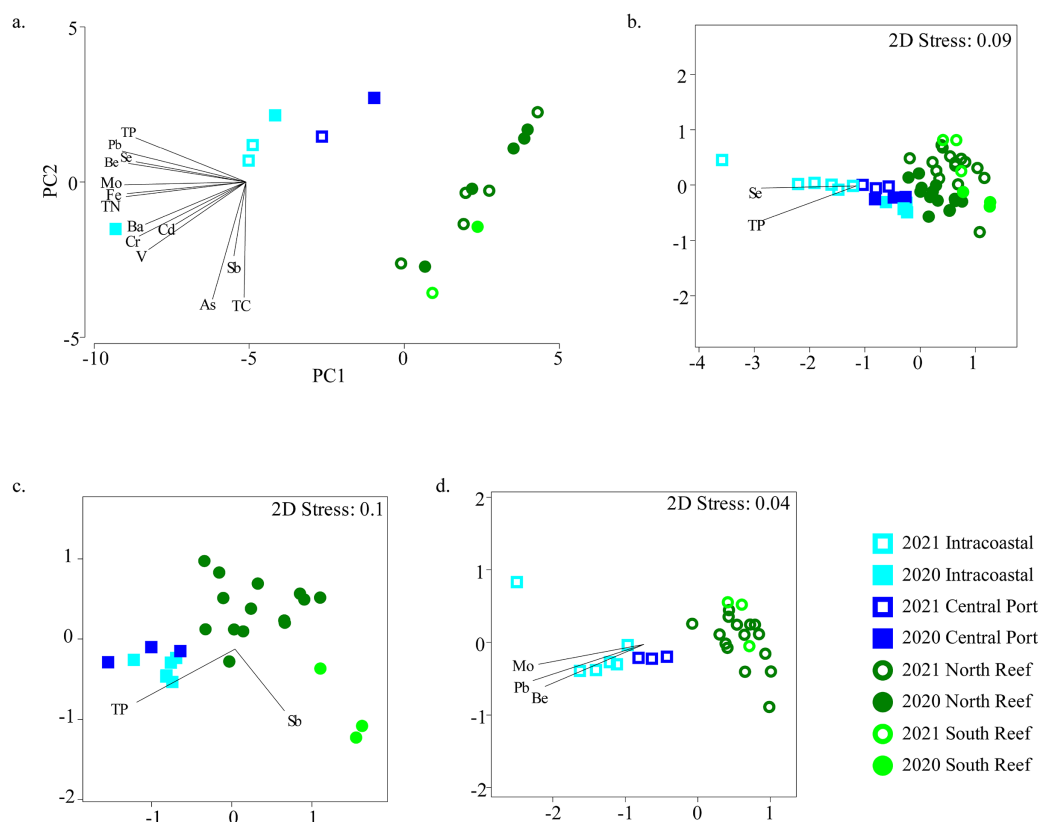 a.
5
0
-5
PC2
-10
-5
0
5
PC1
TP
Pb
Se
Be
Mo
Fe
TN
Ba
Cd
Cr
V
Sb
As
TC
b.
2D Stress: 0.09
2
1
0
-1
-2
-4
-3
-2
-1
0
1
Se
TP
c.
2D Stress: 0.1
1
0
-1
-2
-1
0
1
TP
Sb
d.
2D Stress: 0.04
2
1
0
-1
-2
-2
-1
0
1
Mo
Pb
Be
2021 Intracoastal
2020 Intracoastal
2021 Central Port
2020 Central Port
2021 North Reef
2020 North Reef
2021 South Reef
2020 South Reef